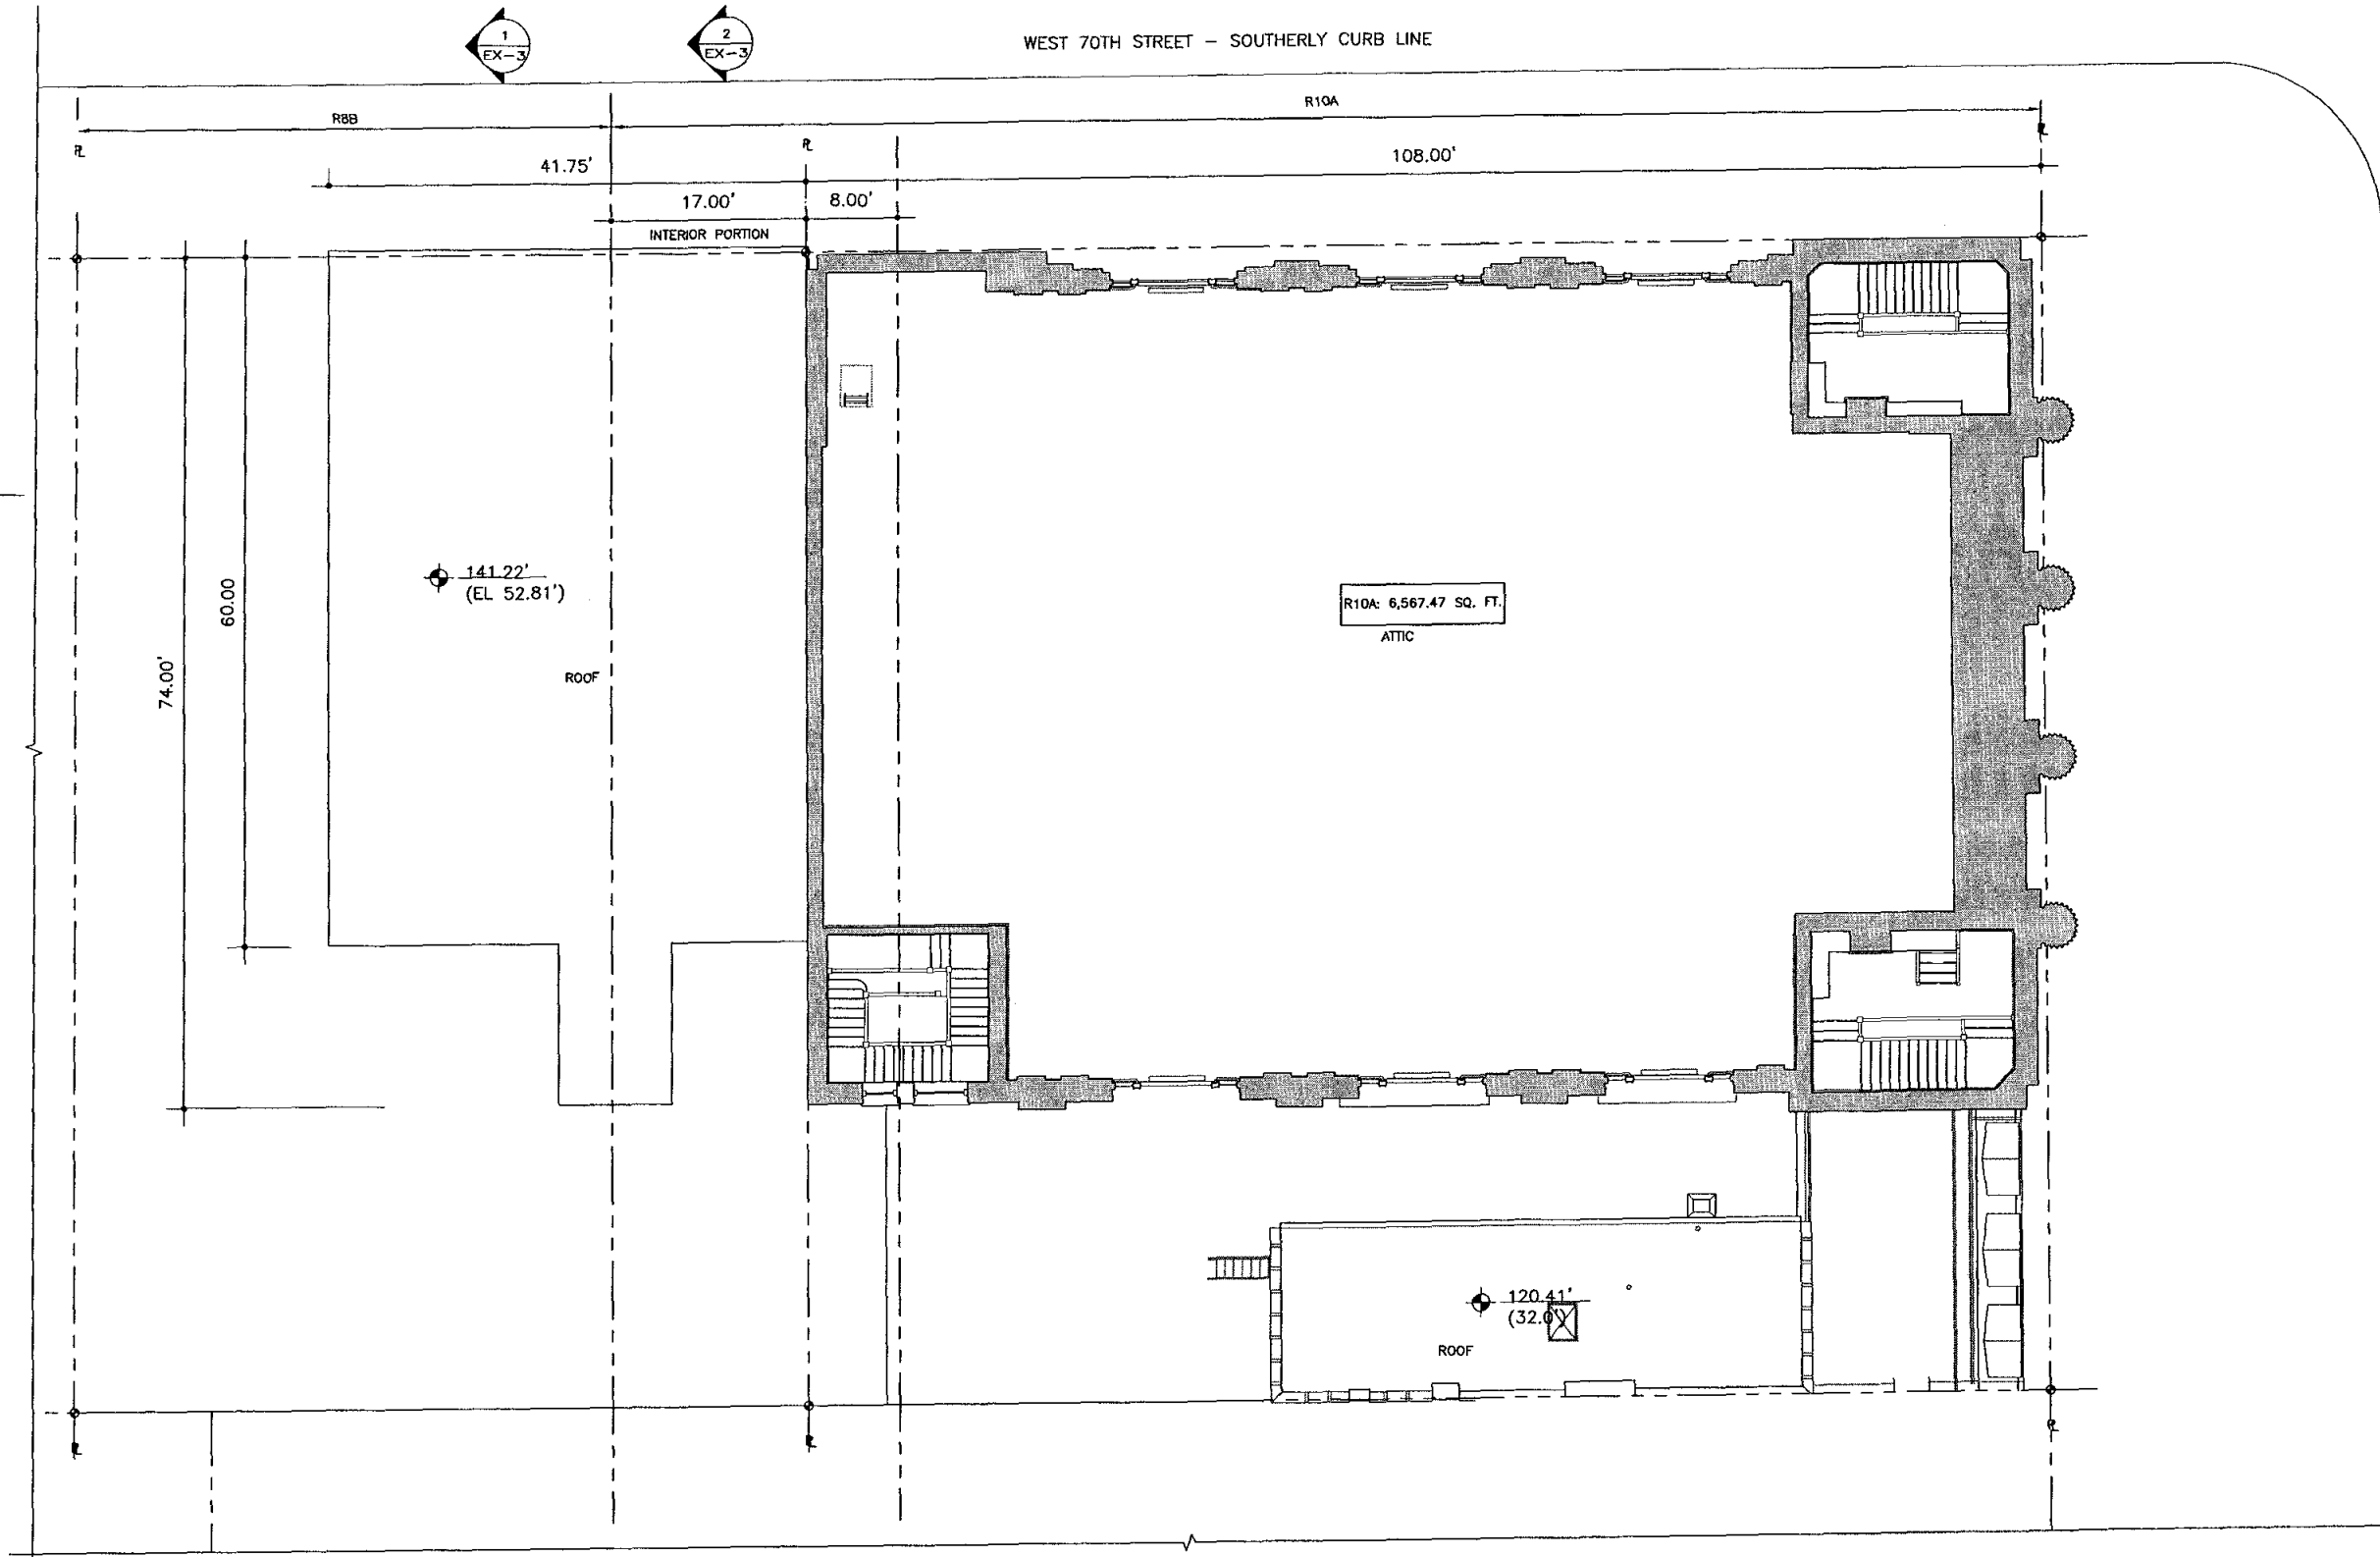 1
EX-3
2
EX-3
WEST 70TH STREET – SOUTHERLY CURB LINE
R8B
R10A
41.75'
108.00'
17.00'
8.00'
INTERIOR PORTION
141.22'
(EL 52.81')
60.00
74.00'
ROOF
R10A: 6,567.47 SQ. FT.
ATTIC
120.41'
(32.0')
ROOF